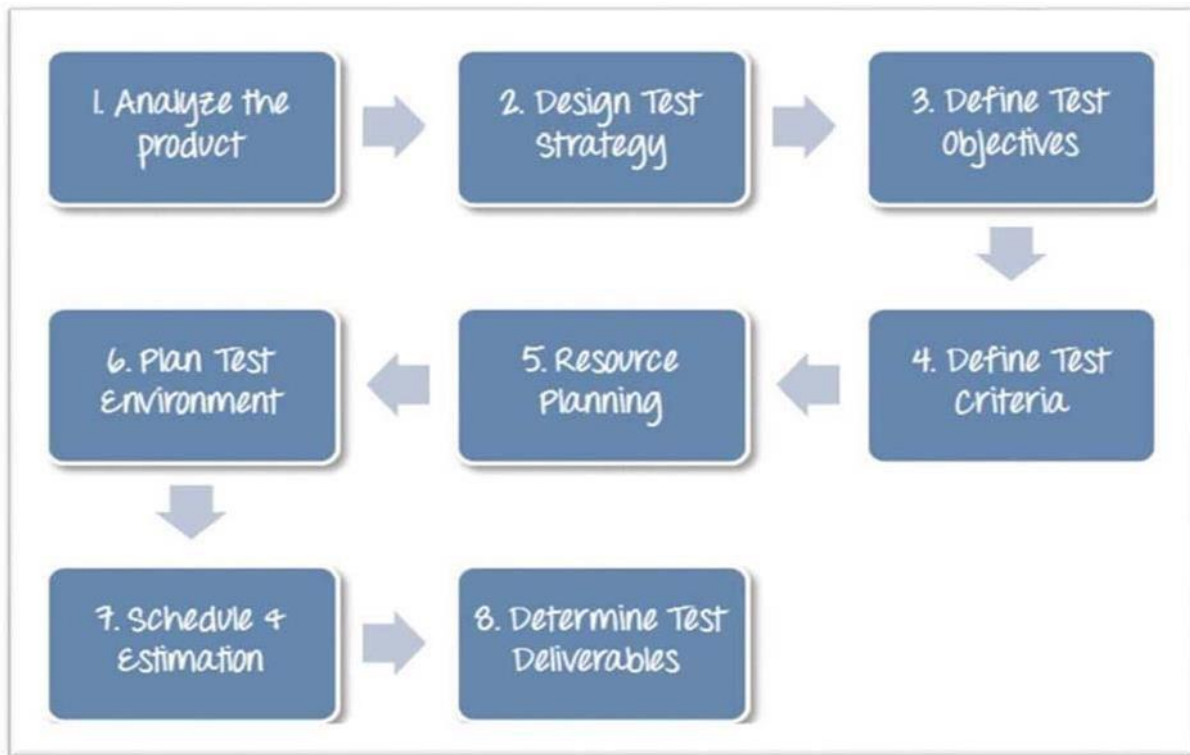 1. Analyze the
product
2. Design Test
Strategy
3. Define Test
Objectives
4. Define Test
Criteria
5. Resource
Planning
6. Plan Test
Environment
7. Schedule &
Estimation
8. Determine Test
Deliverables